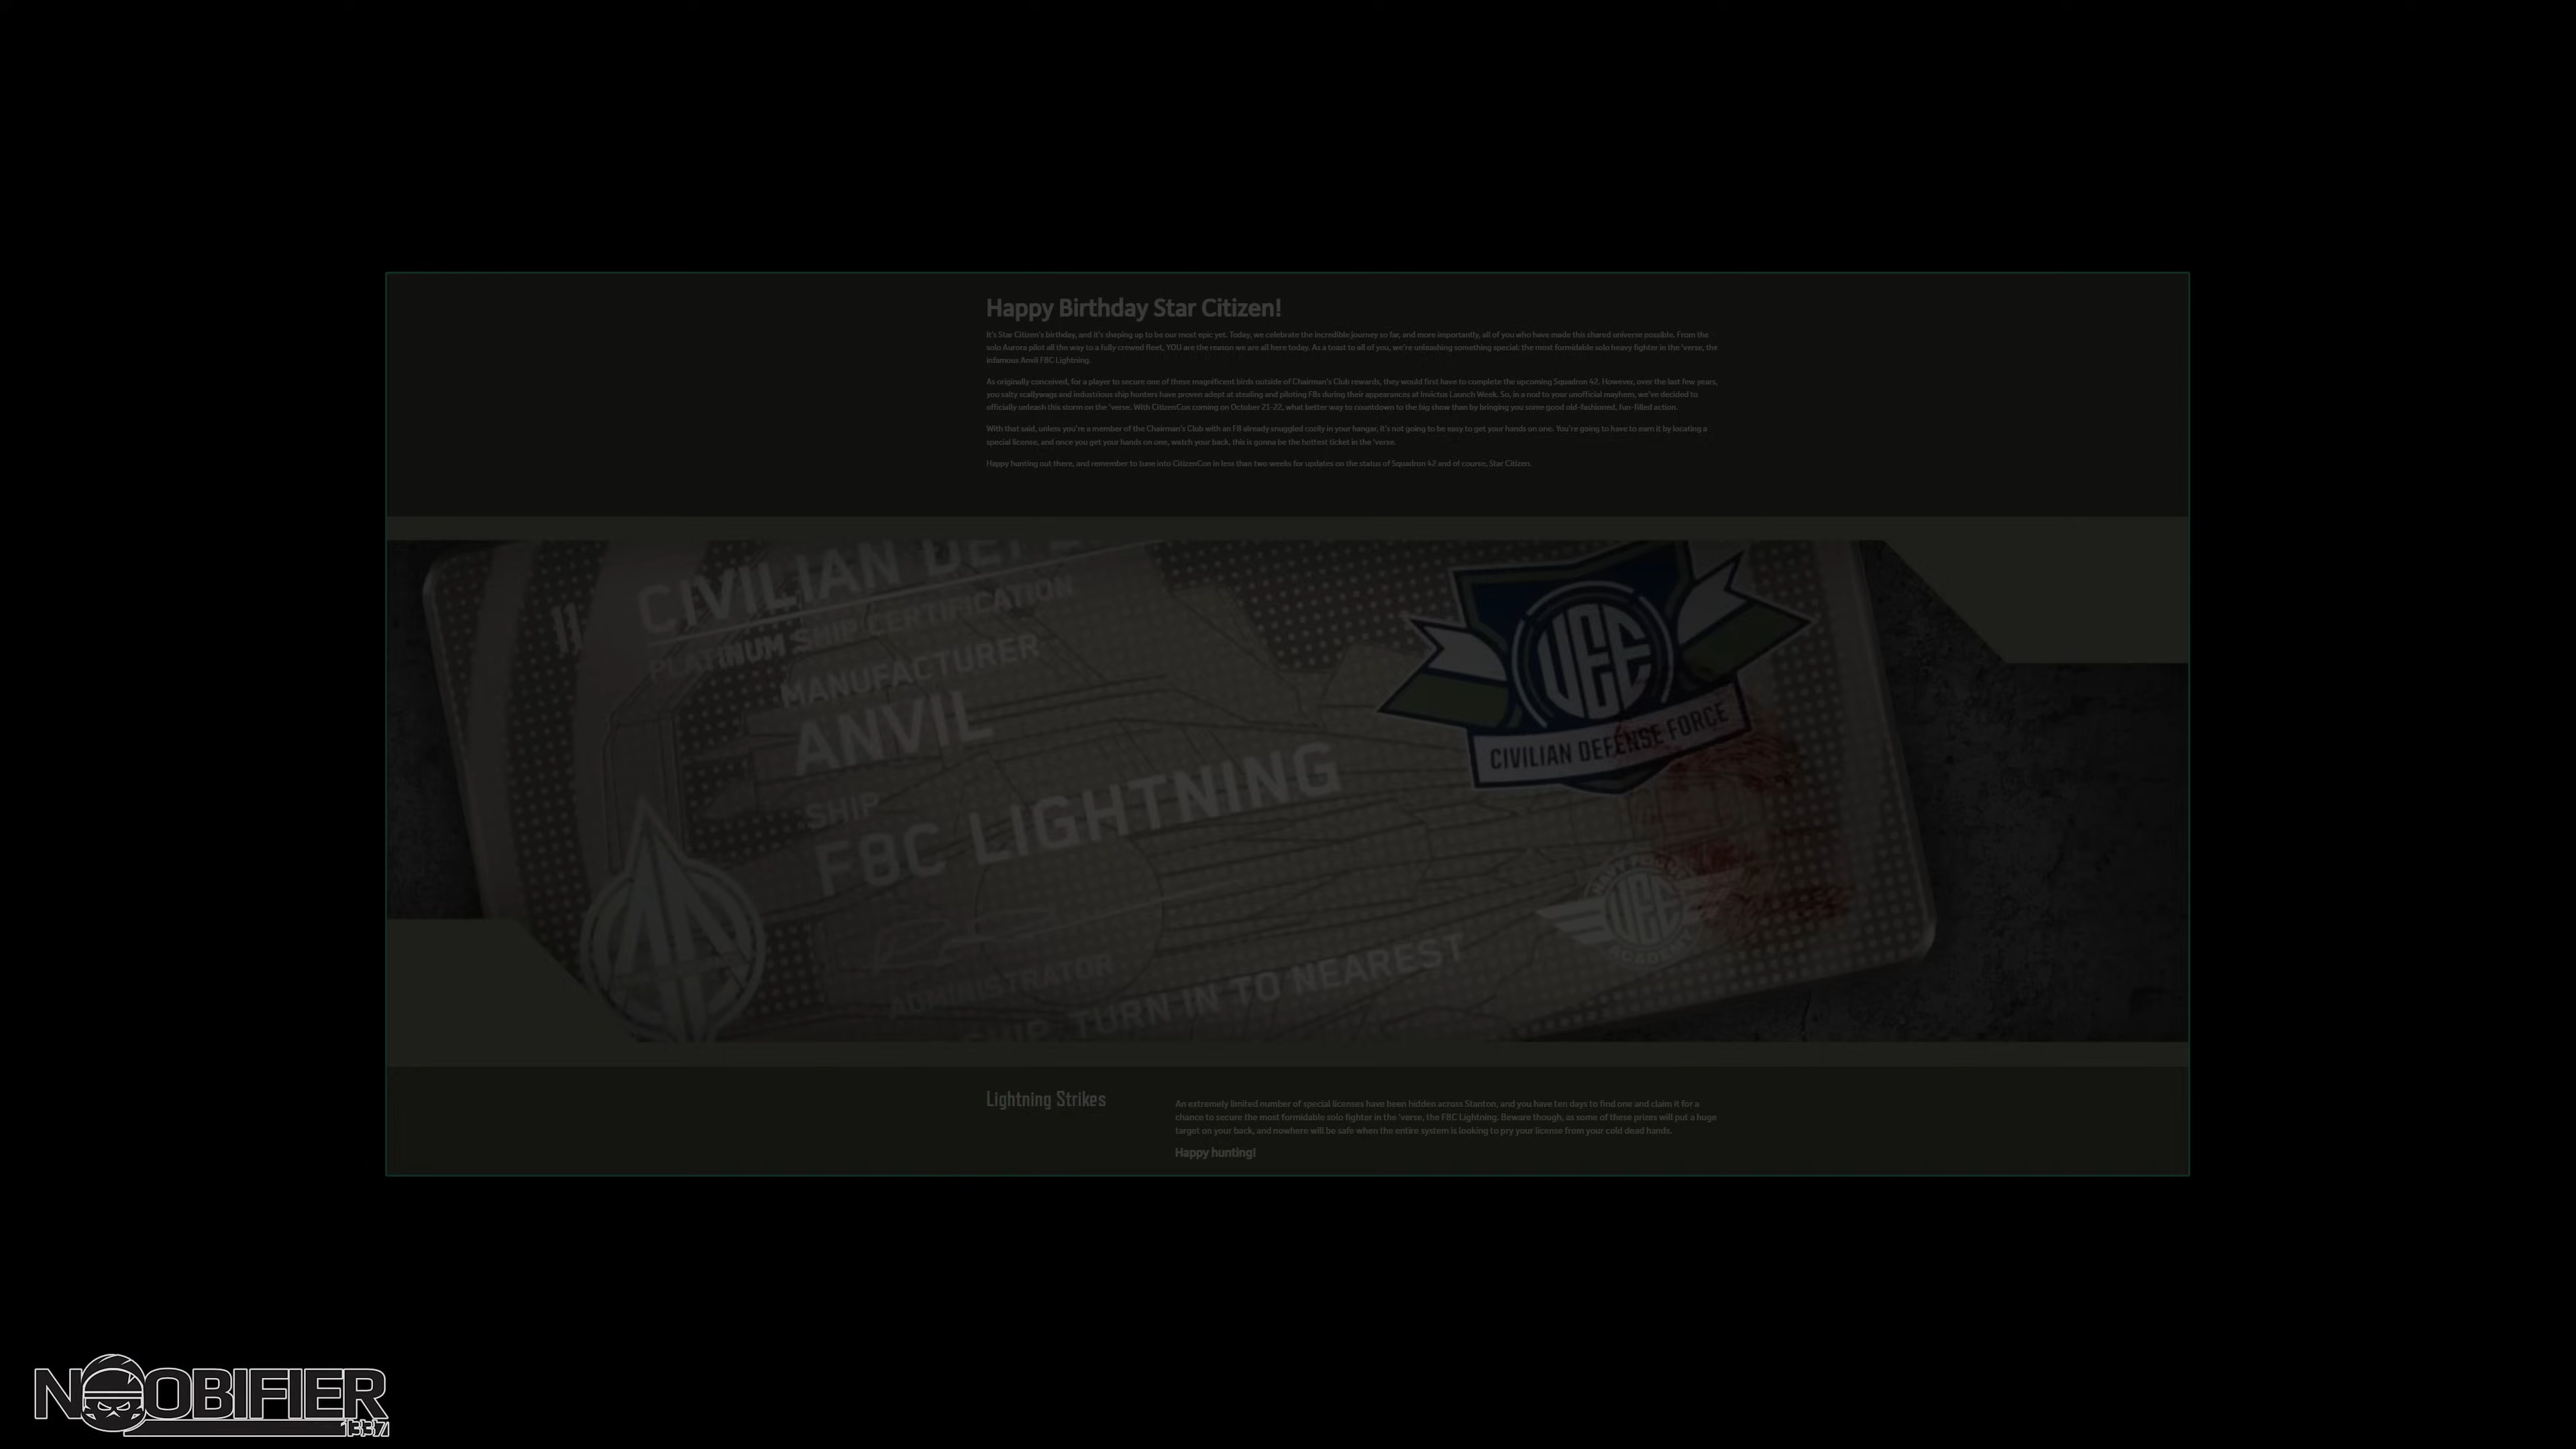 Happy Birthday Star Citizen!
It's Star Citizen's birthday, and it's shaping up to be our most epic yet. Today, we celebrate the incredible journey so far, and more importantly, all of you who have made this shared universe possible. From the
solo Aurora pilot all the way to a fully crewed fleet, YOU are the reason we are all here today. As a toast to all of you, we're unleashing something special: the most formidable solo heavy fighter in the 'verse, the
infamous Anvil F8C Lightning.
As originally conceived, for a player to secure one of these magnificent birds outside of Chairman's Club rewards, they would first have to complete the upcoming Squadron 42. However, over the last few years,
you salty scallywags and industrious ship hunters have proven adept at stealing and piloting F8s during their appearances at Invictus Launch Week. So, in a nod to your unofficial mayhem, we've decided to
officially unleash this storm on the 'verse. With CitizenCon coming on October 21-22, what better way to countdown to the big show than by bringing you some good old-fashioned, fun-filled action.
With that said, unless you're a member of the Chairman's Club with an F8 already snuggled cozily in your hangar, it's not going to be easy to get your hands on one. You're going to have to earn it by locating a
special license, and once you get your hands on one, watch your back, this is gonna be the hottest ticket in the 'verse.
Happy hunting out there, and remember to tune into CitizenCon in less than two weeks for updates on the status of Squadron 42 and of course, Star Citizen.
CIVILIAN
PLATINUM SHIP CERTIFICATION
MANUFACTURER
ANVIL
SHIP
F8C LIGHTNING
ADMINISTRATOR
SHIP. TURN IN TO NEAREST
UEE
CIVILIAN DEFENSE FORCE
UEE
ACADEMY
Lightning Strikes
An extremely limited number of special licenses have been hidden across Stanton, and you have ten days to find one and claim it for a
chance to secure the most formidable solo fighter in the 'verse, the F8C Lightning. Beware though, as some of these prizes will put a huge
target on your back, and nowhere will be safe when the entire system is looking to pry your license from your cold dead hands.
Happy hunting!
NOOBIFIER
1337